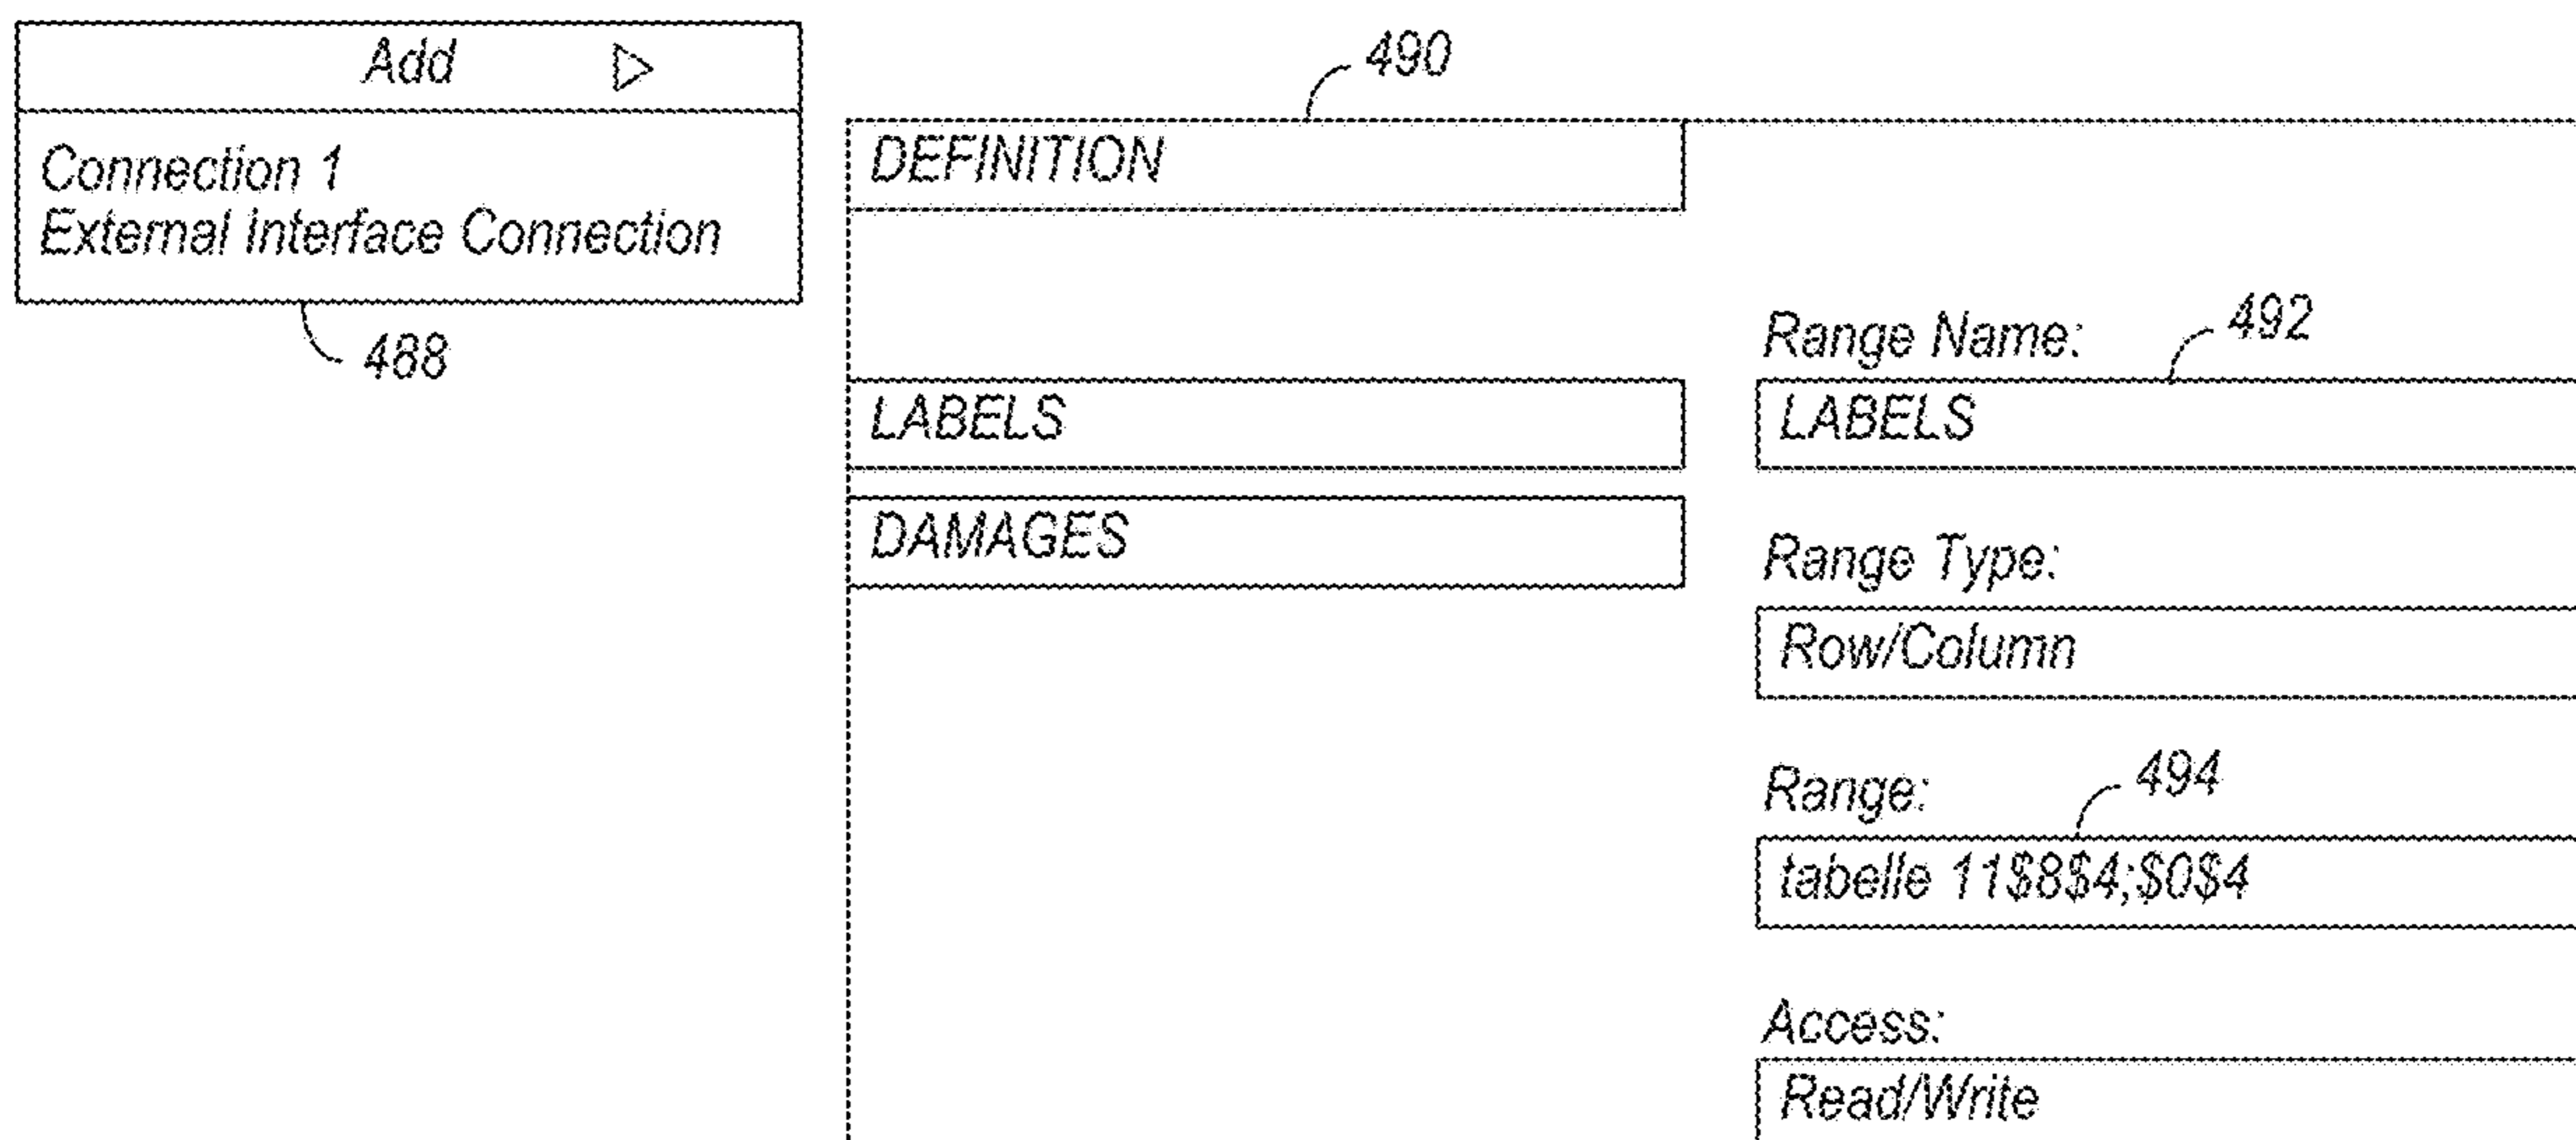 Add
Connection 1
External Interface Connection
488
490
DEFINITION
LABELS
DAMAGES
Range Name:
492
LABELS
Range Type:
Row/Column
Range:
494
tabelle 11$8$4;$0$4
Access:
Read/Write